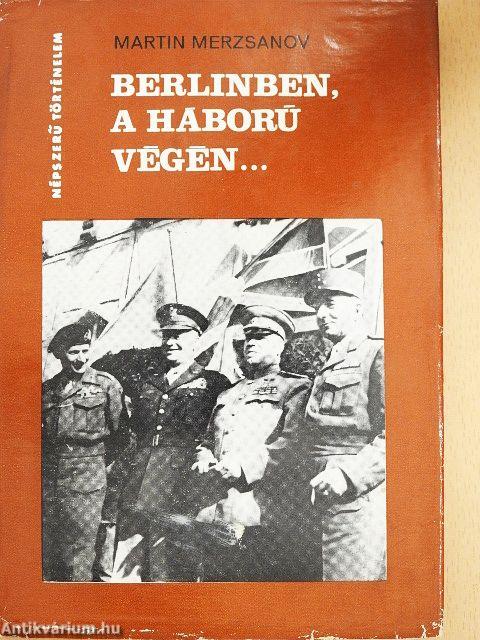 NÉPSZERŰ TÖRTÉNELEM
MARTIN MERZSANOV
BERLINBEN,
A HÁBORÚ
VÉGÉN...
Antikvárium.hu